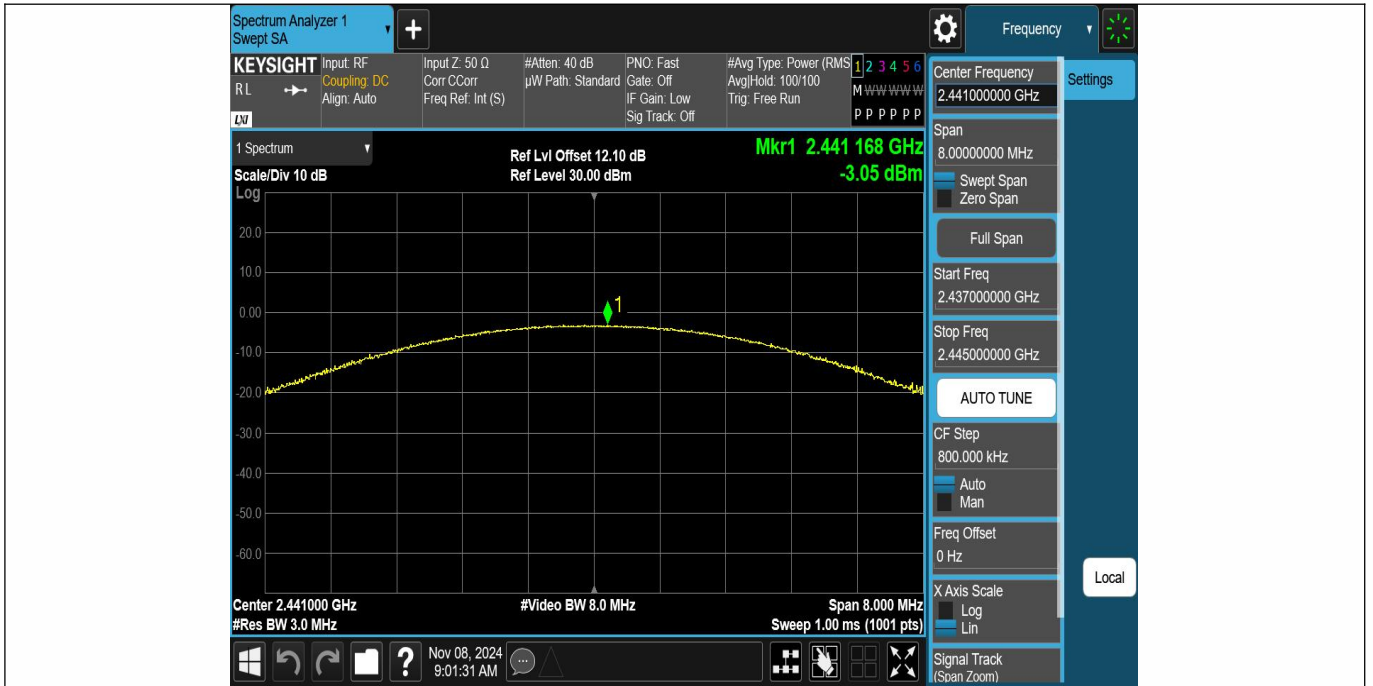 Spectrum Analyzer 1
Swept SA
+
Frequency
KEYSIGHT
RL
LXI
Input: RF
Coupling: DC
Align: Auto
Input Z: 50 Ω
Corr CCorr
Freq Ref: Int (S)
#Atten: 40 dB
µW Path: Standard
PNO: Fast
Gate: Off
IF Gain: Low
Sig Track: Off
#Avg Type: Power (RMS
Avg|Hold: 100/100
Trig: Free Run
1 2 3 4 5 6
M W W W W W
P P P P P P
1 Spectrum
Scale/Div 10 dB
Ref Lvl Offset 12.10 dB
Ref Level 30.00 dBm
Mkr1 2.441 168 GHz
-3.05 dBm
Log
20.0
10.0
0.00
-10.0
-20.0
-30.0
-40.0
-50.0
-60.0
1
Center 2.441000 GHz
#Video BW 8.0 MHz
Span 8.000 MHz
#Res BW 3.0 MHz
Sweep 1.00 ms (1001 pts)
?
Nov 08, 2024
9:01:31 AM
Center Frequency
2.441000000 GHz
Settings
Span
8.00000000 MHz
Swept Span
Zero Span
Full Span
Start Freq
2.437000000 GHz
Stop Freq
2.445000000 GHz
AUTO TUNE
CF Step
800.000 kHz
Auto
Man
Freq Offset
0 Hz
X Axis Scale
Log
Lin
Signal Track
(Span Zoom)
Local